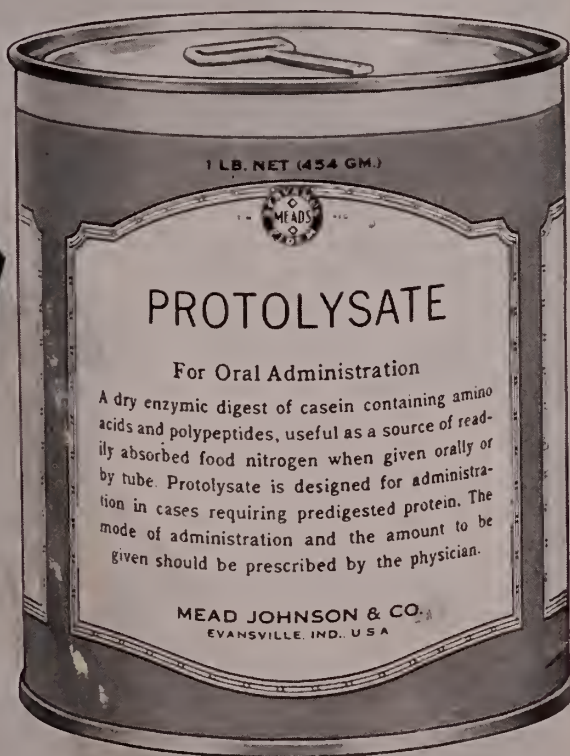 1 LB. NET (454 GM.)
MEADS
PROTOLYSATE
For Oral Administration
A dry enzymic digest of casein containing amino
acids and polypeptides, useful as a source of read-
ily absorbed food nitrogen when given orally or
by tube. Protolysate is designed for administra-
tion in cases requiring predigested protein. The
mode of administration and the amount to be
given should be prescribed by the physician.
MEAD JOHNSON & CO.
EVANSVILLE, IND., U S A